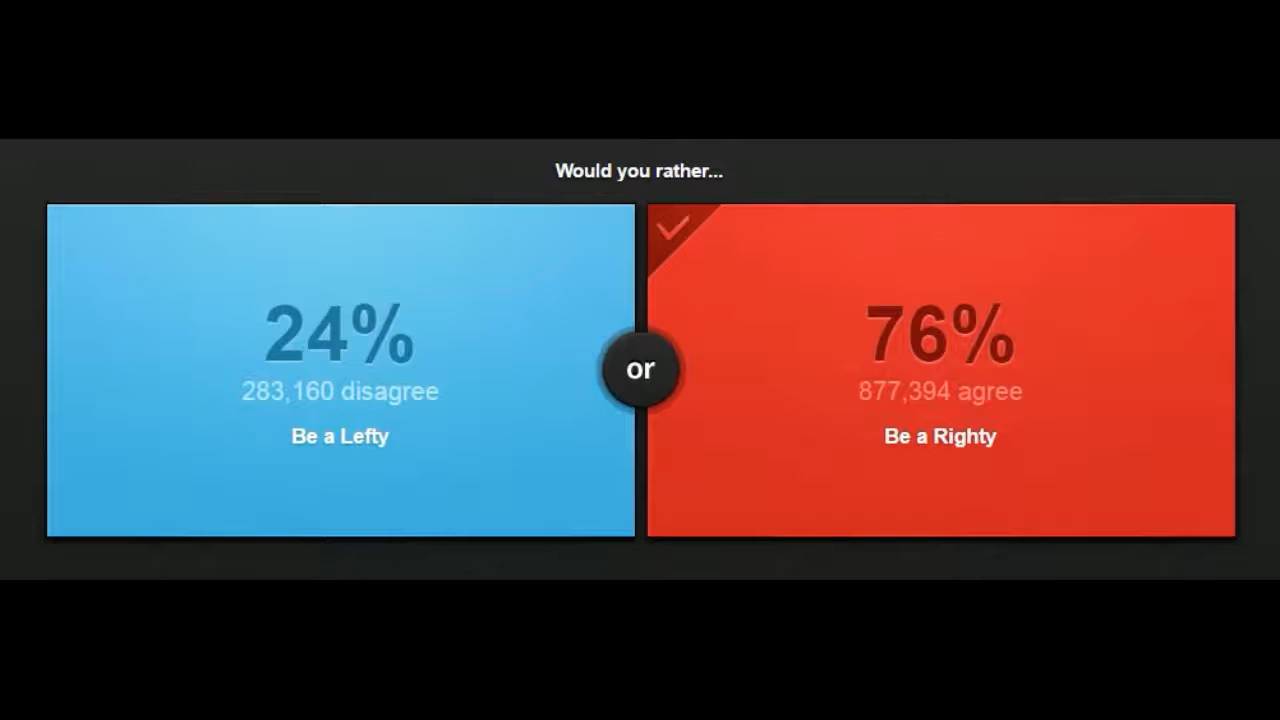 Would you rather...
24%
283,160 disagree
Be a Lefty
or
76%
877,394 agree
Be a Righty